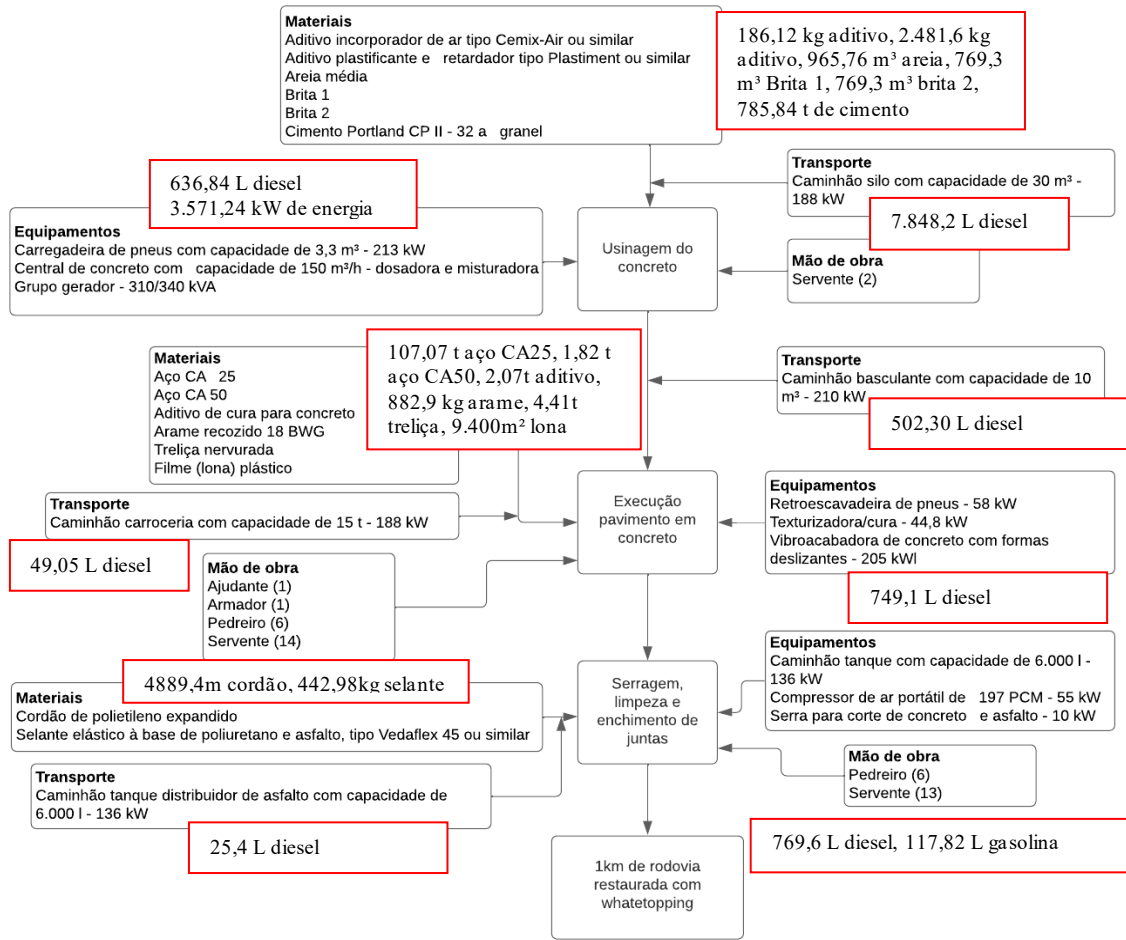 Materiais
Aditivo incorporador de ar tipo Cemix-Air ou similar
Aditivo plastificante e retardador tipo Plastiment ou similar
Areia média
Brita 1
Brita 2
Cimento Portland CP II - 32 a granel
186,12 kg aditivo, 2.481,6 kg
aditivo, 965,76 m³ areia, 769,3
m³ Brita 1, 769,3 m³ brita 2,
785,84 t de cimento
Transporte
Caminhão silo com capacidade de 30 m³ -
188 kW
7.848,2 L diesel
636,84 L diesel
3.571,24 kW de energia
Equipamentos
Carregadeira de pneus com capacidade de 3,3 m³ - 213 kW
Central de concreto com capacidade de 150 m³/h - dosadora e misturadora
Grupo gerador - 310/340 kVA
Usinagem do
concreto
Mão de obra
Servente (2)
Materiais
Aço CA 25
Aço CA 50
Aditivo de cura para concreto
Arame recozido 18 BWG
Treliça nervurada
Filme (lona) plástico
107,07 t aço CA25, 1,82 t
aço CA50, 2,07t aditivo,
882,9 kg arame, 4,41t
treliça, 9.400m² lona
Transporte
Caminhão basculante com capacidade de 10
m³ - 210 kW
502,30 L diesel
Transporte
Caminhão carroceria com capacidade de 15 t - 188 kW
49,05 L diesel
Execução
pavimento em
concreto
Equipamentos
Retroescavadeira de pneus - 58 kW
Texturizadora/cura - 44,8 kW
Vibroacabadora de concreto com formas
deslizantes - 205 kWl
749,1 L diesel
Mão de obra
Ajudante (1)
Armador (1)
Pedreiro (6)
Servente (14)
4889,4m cordão, 442,98kg selante
Materiais
Cordão de polietileno expandido
Selante elástico à base de poliuretano e asfalto, tipo Vedaflex 45 ou similar
Serragem,
limpeza e
enchimento de
juntas
Equipamentos
Caminhão tanque com capacidade de 6.000 l -
136 kW
Compressor de ar portátil de 197 PCM - 55 kW
Serra para corte de concreto e asfalto - 10 kW
Mão de obra
Pedreiro (6)
Servente (13)
Transporte
Caminhão tanque distribuidor de asfalto com capacidade de
6.000 l - 136 kW
25,4 L diesel
769,6 L diesel, 117,82 L gasolina
1km de rodovia
restaurada com
whatetopping